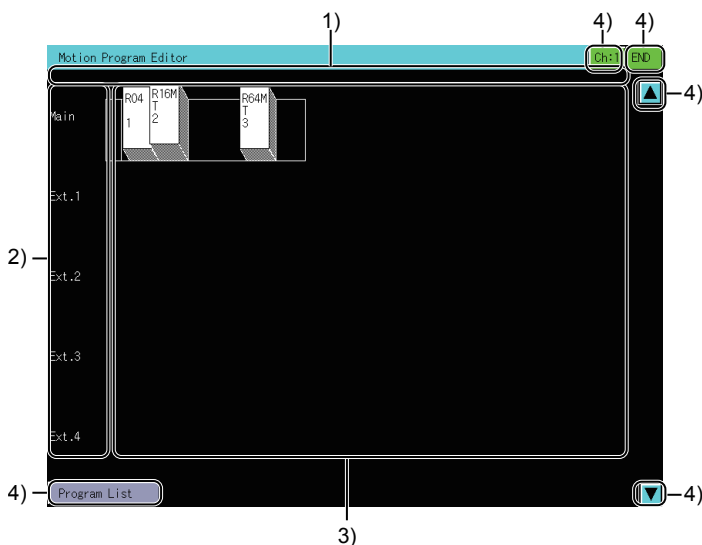 1) 4) 4)
Motion Program Editor Ch:1 END
4)
R04 R16M R64M
T T
Main 1 2 3
Ext.1
2)
Ext.2
Ext.3
Ext.4
4) Program List 4)
3)